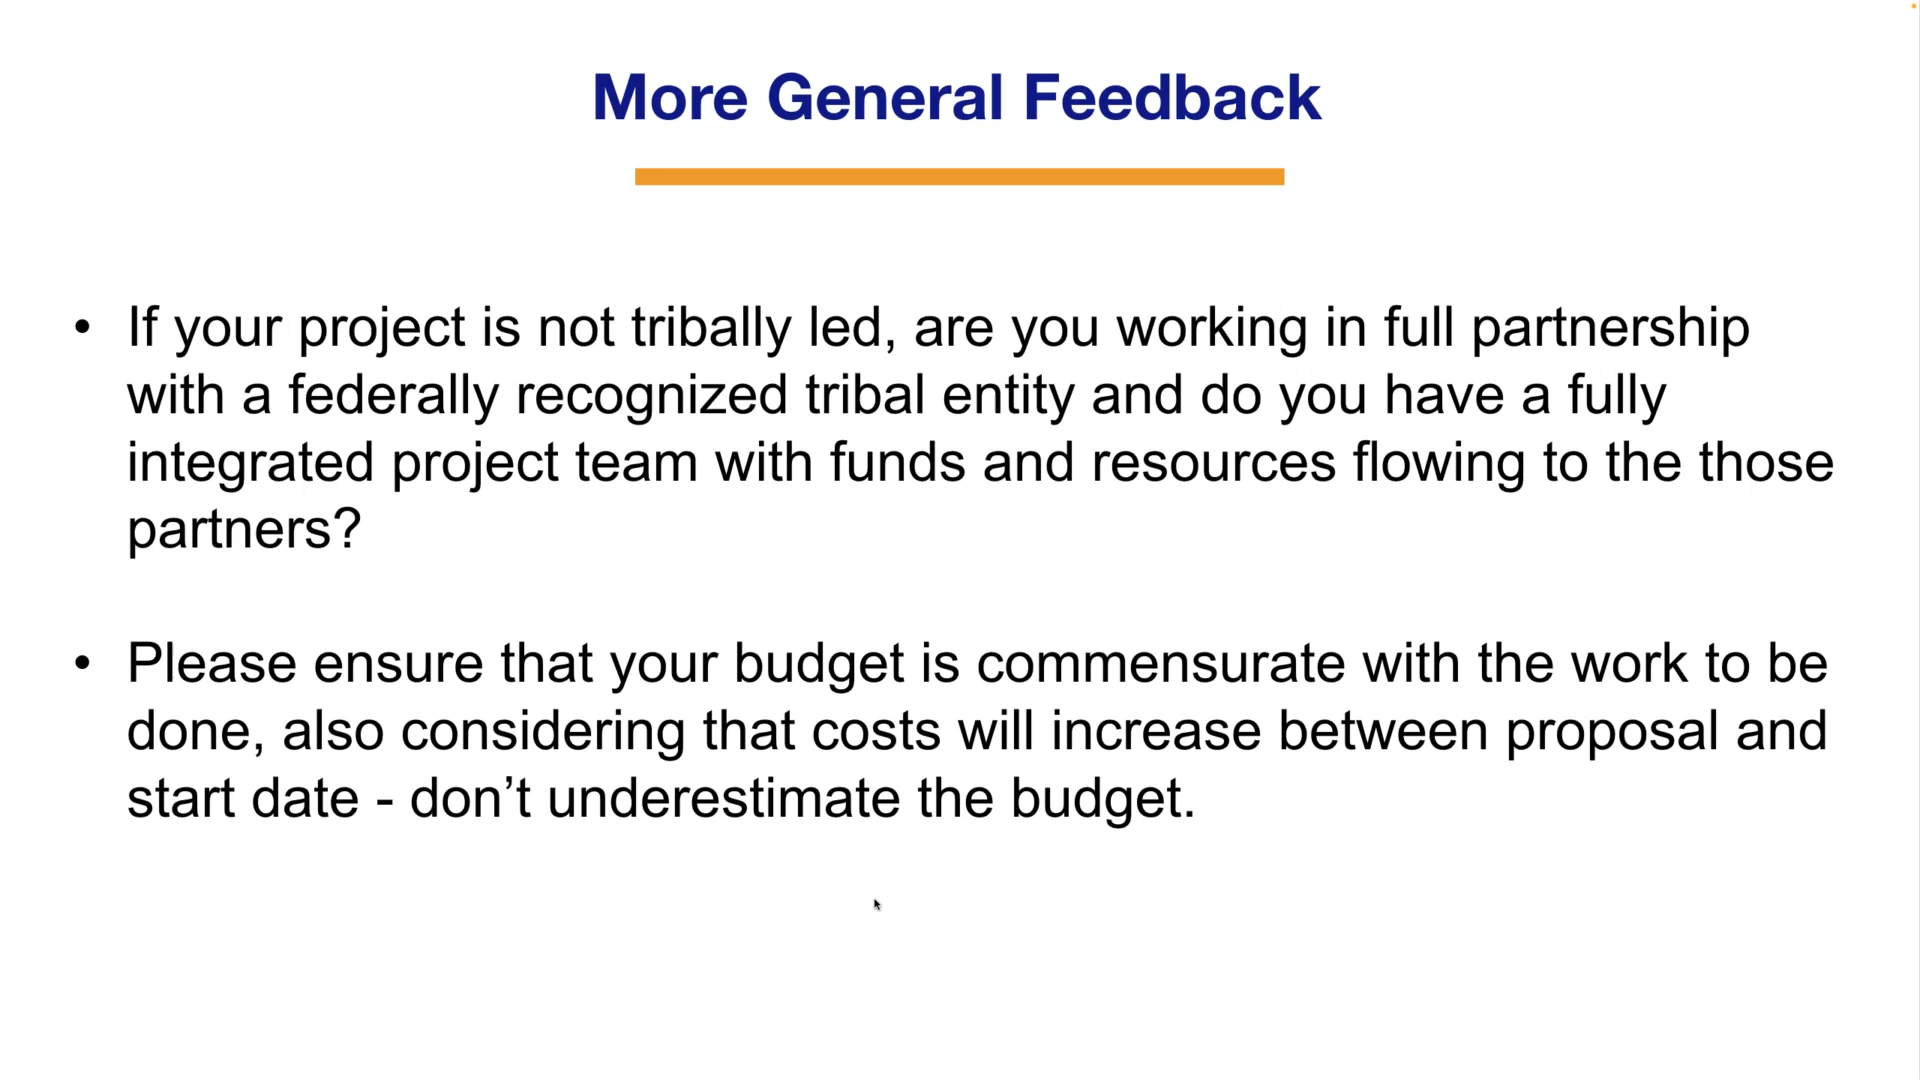 More General Feedback
• If your project is not tribally led, are you working in full partnership
with a federally recognized tribal entity and do you have a fully
integrated project team with funds and resources flowing to the those
partners?
• Please ensure that your budget is commensurate with the work to be
done, also considering that costs will increase between proposal and
start date - don’t underestimate the budget.